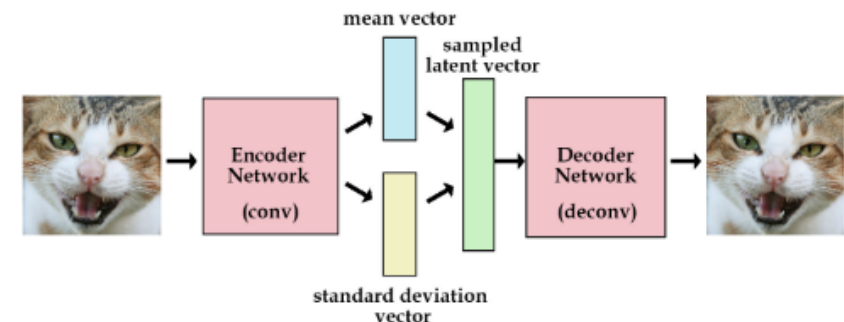 mean vector
sampled
latent vector
Encoder
Network
(conv)
Decoder
Network
(deconv)
standard deviation
vector